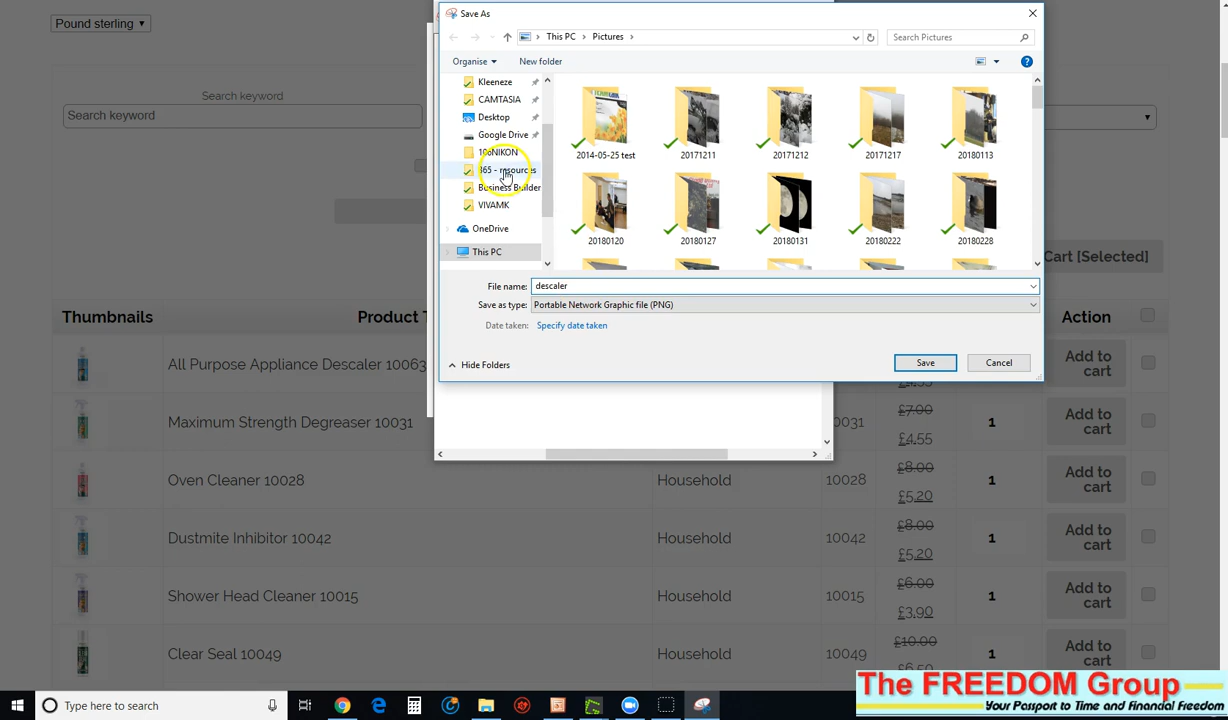 Pound sterling
Save As
This PC
Pictures
Search Pictures
Organise
New folder
Search keyword
Search keyword
Kleeneze
CAMTASIA
Desktop
Google Drive
106NIKON
365 - resources
Business Builder
VIVAMK
OneDrive
This PC
2014-05-25 test
20171211
20171212
20171217
20180113
20180120
20180127
20180131
20180222
20180228
File name:
descaler
Save as type:
Portable Network Graphic file (PNG)
Date taken:
Specify date taken
Hide Folders
Save
Cancel
Cart [Selected]
Thumbnails
Product T
Action
All Purpose Appliance Descaler 10063
Add to cart
Maximum Strength Degreaser 10031
0031
£7.00
£4.55
1
Add to cart
Oven Cleaner 10028
Household
10028
£8.00
£5.20
1
Add to cart
Dustmite Inhibitor 10042
Household
10042
£8.00
£5.20
1
Add to cart
Shower Head Cleaner 10015
Household
10015
£6.00
£3.90
1
Add to cart
Clear Seal 10049
Household
10049
£10.00
£6.50
1
Add to cart
Type here to search
The FREEDOM Group
Your Passport to Time and Financial Freedom